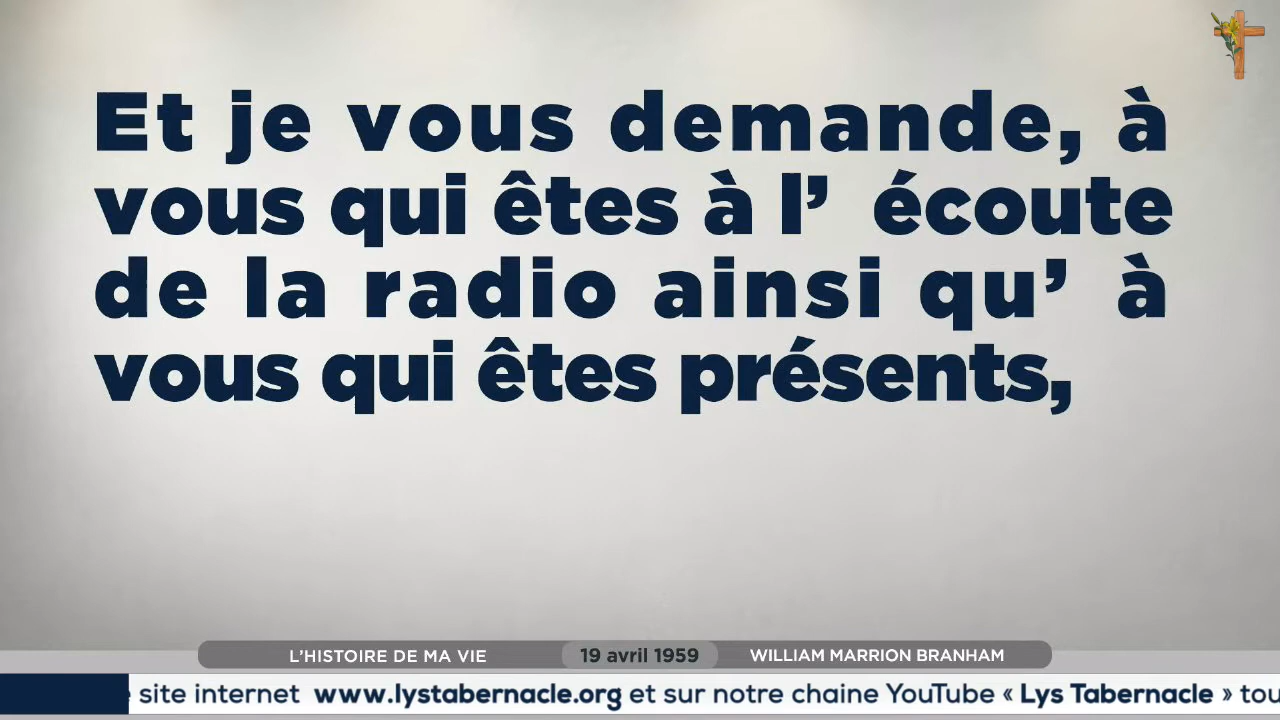 Et je vous demande, à
vous qui êtes à l’ écoute
de la radio ainsi qu’ à
vous qui êtes présents,
L’HISTOIRE DE MA VIE 19 avril 1959 WILLIAM MARRION BRANHAM
site internet www.lystabernacle.org et sur notre chaine YouTube « Lys Tabernacle »